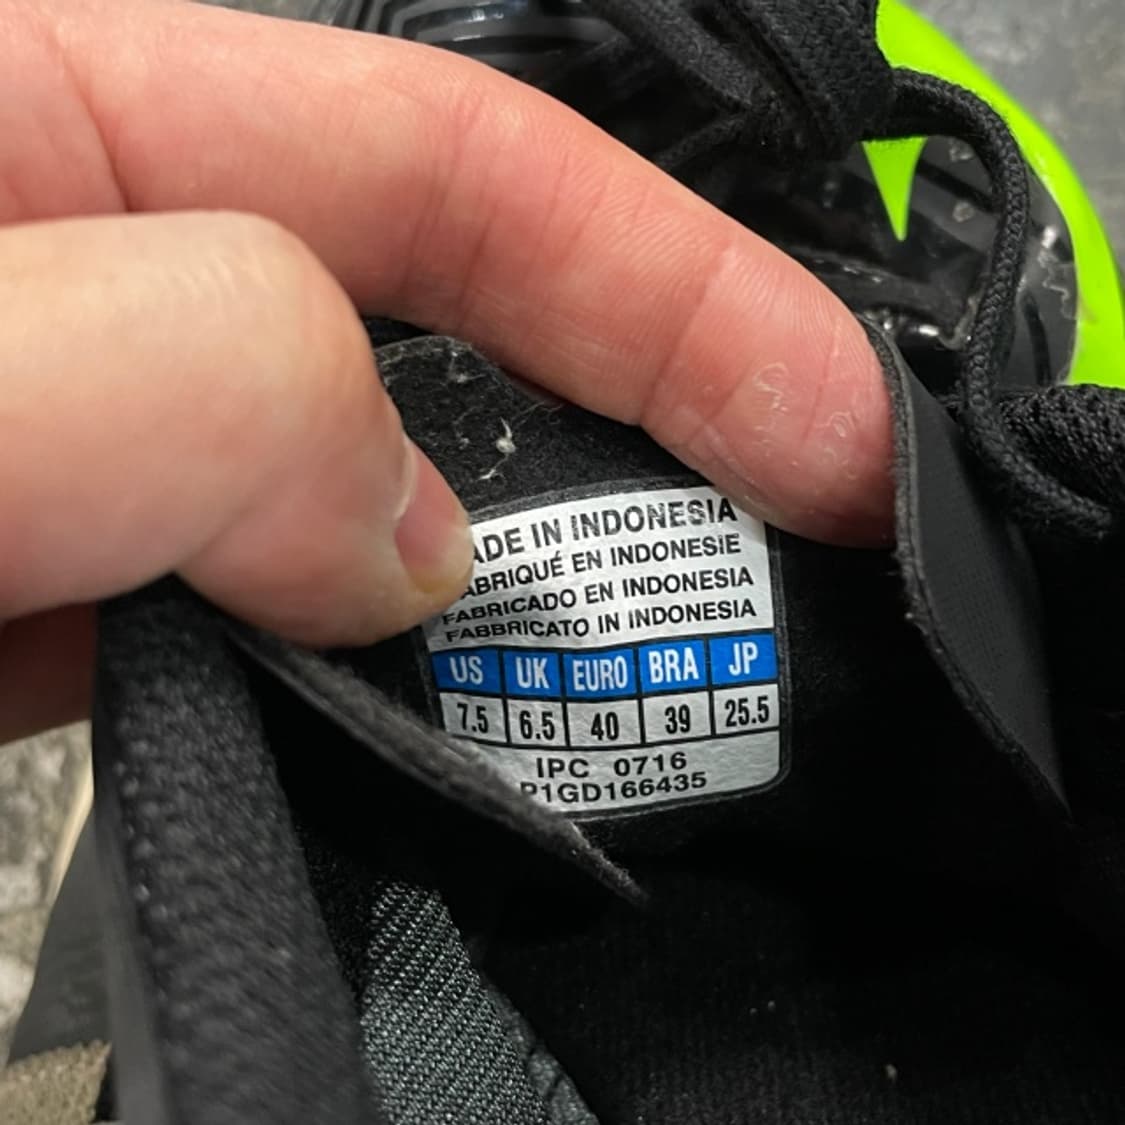 ADE IN INDONESIA
ABRIQUÉ EN INDONESIE
FABRICADO EN INDONESIA
FABBRICATO IN INDONESIA
US UK EURO BRA JP
7.5 6.5 40 39 25.5
IPC 0716
P1GD166435